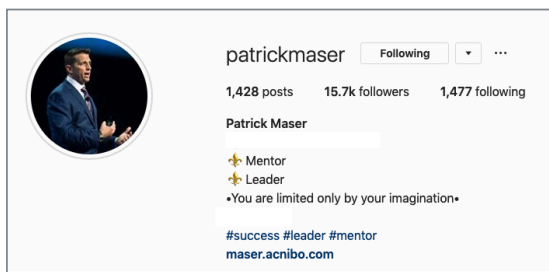 patrickmaser Following ▼ ···
1,428 posts 15.7k followers 1,477 following
Patrick Maser
⚜️ Mentor
⚜️ Leader
•You are limited only by your imagination•
#success #leader #mentor
maser.acnibo.com